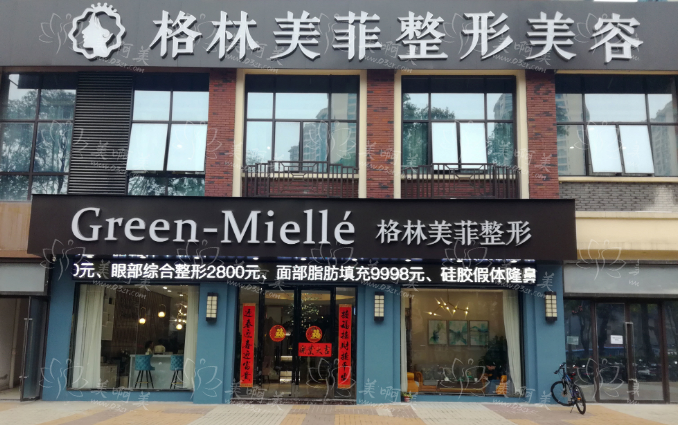 格林美菲整形美容
Green-Miellé 格林美菲整形
0元、眼部综合整形2800元、面部脂肪填充9998元、硅胶假体隆鼻